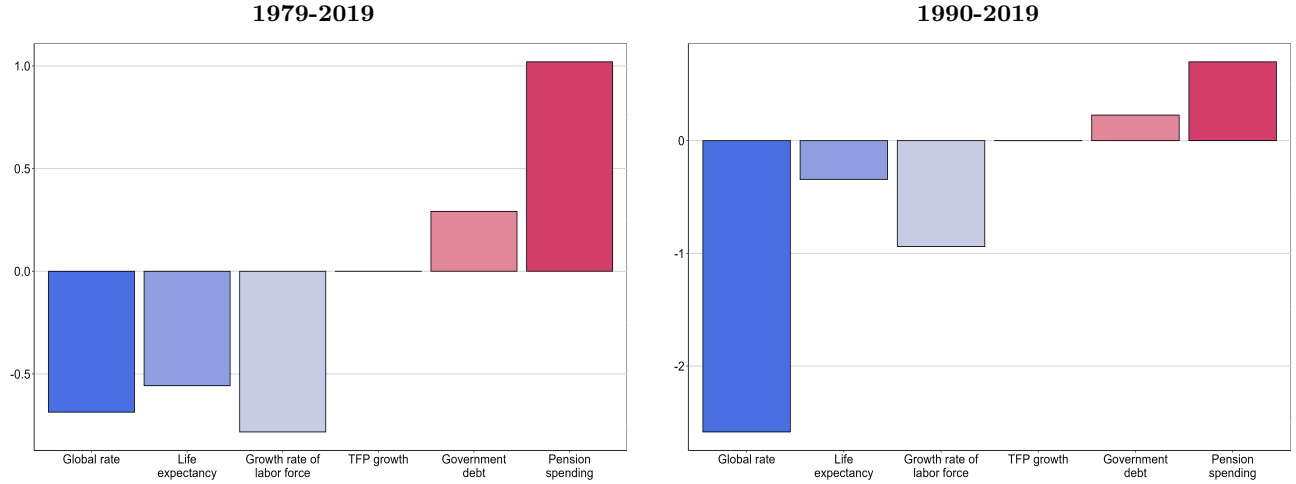 1979-2019
1.0
0.5
0.0
-0.5
Global rate
Life
expectancy
Growth rate of
labor force
TFP growth
Government
debt
Pension
spending
1990-2019
0
-1
-2
Global rate
Life
expectancy
Growth rate of
labor force
TFP growth
Government
debt
Pension
spending